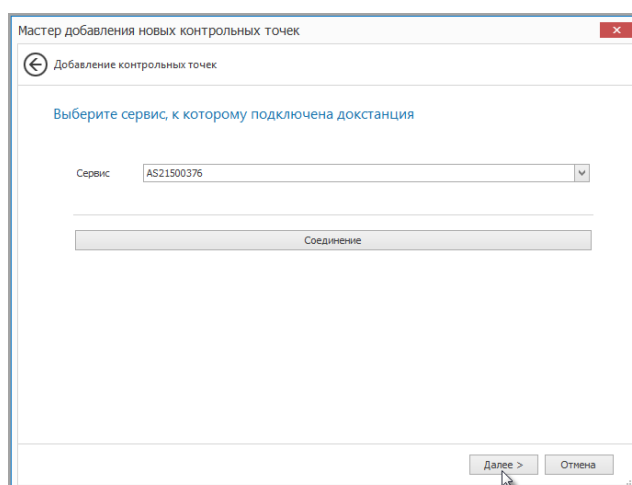 Мастер добавления новых контрольных точек
Добавление контрольных точек
Выберите сервис, к которому подключена докстанция
Сервис AS21500376
Соединение
Далее > Отмена